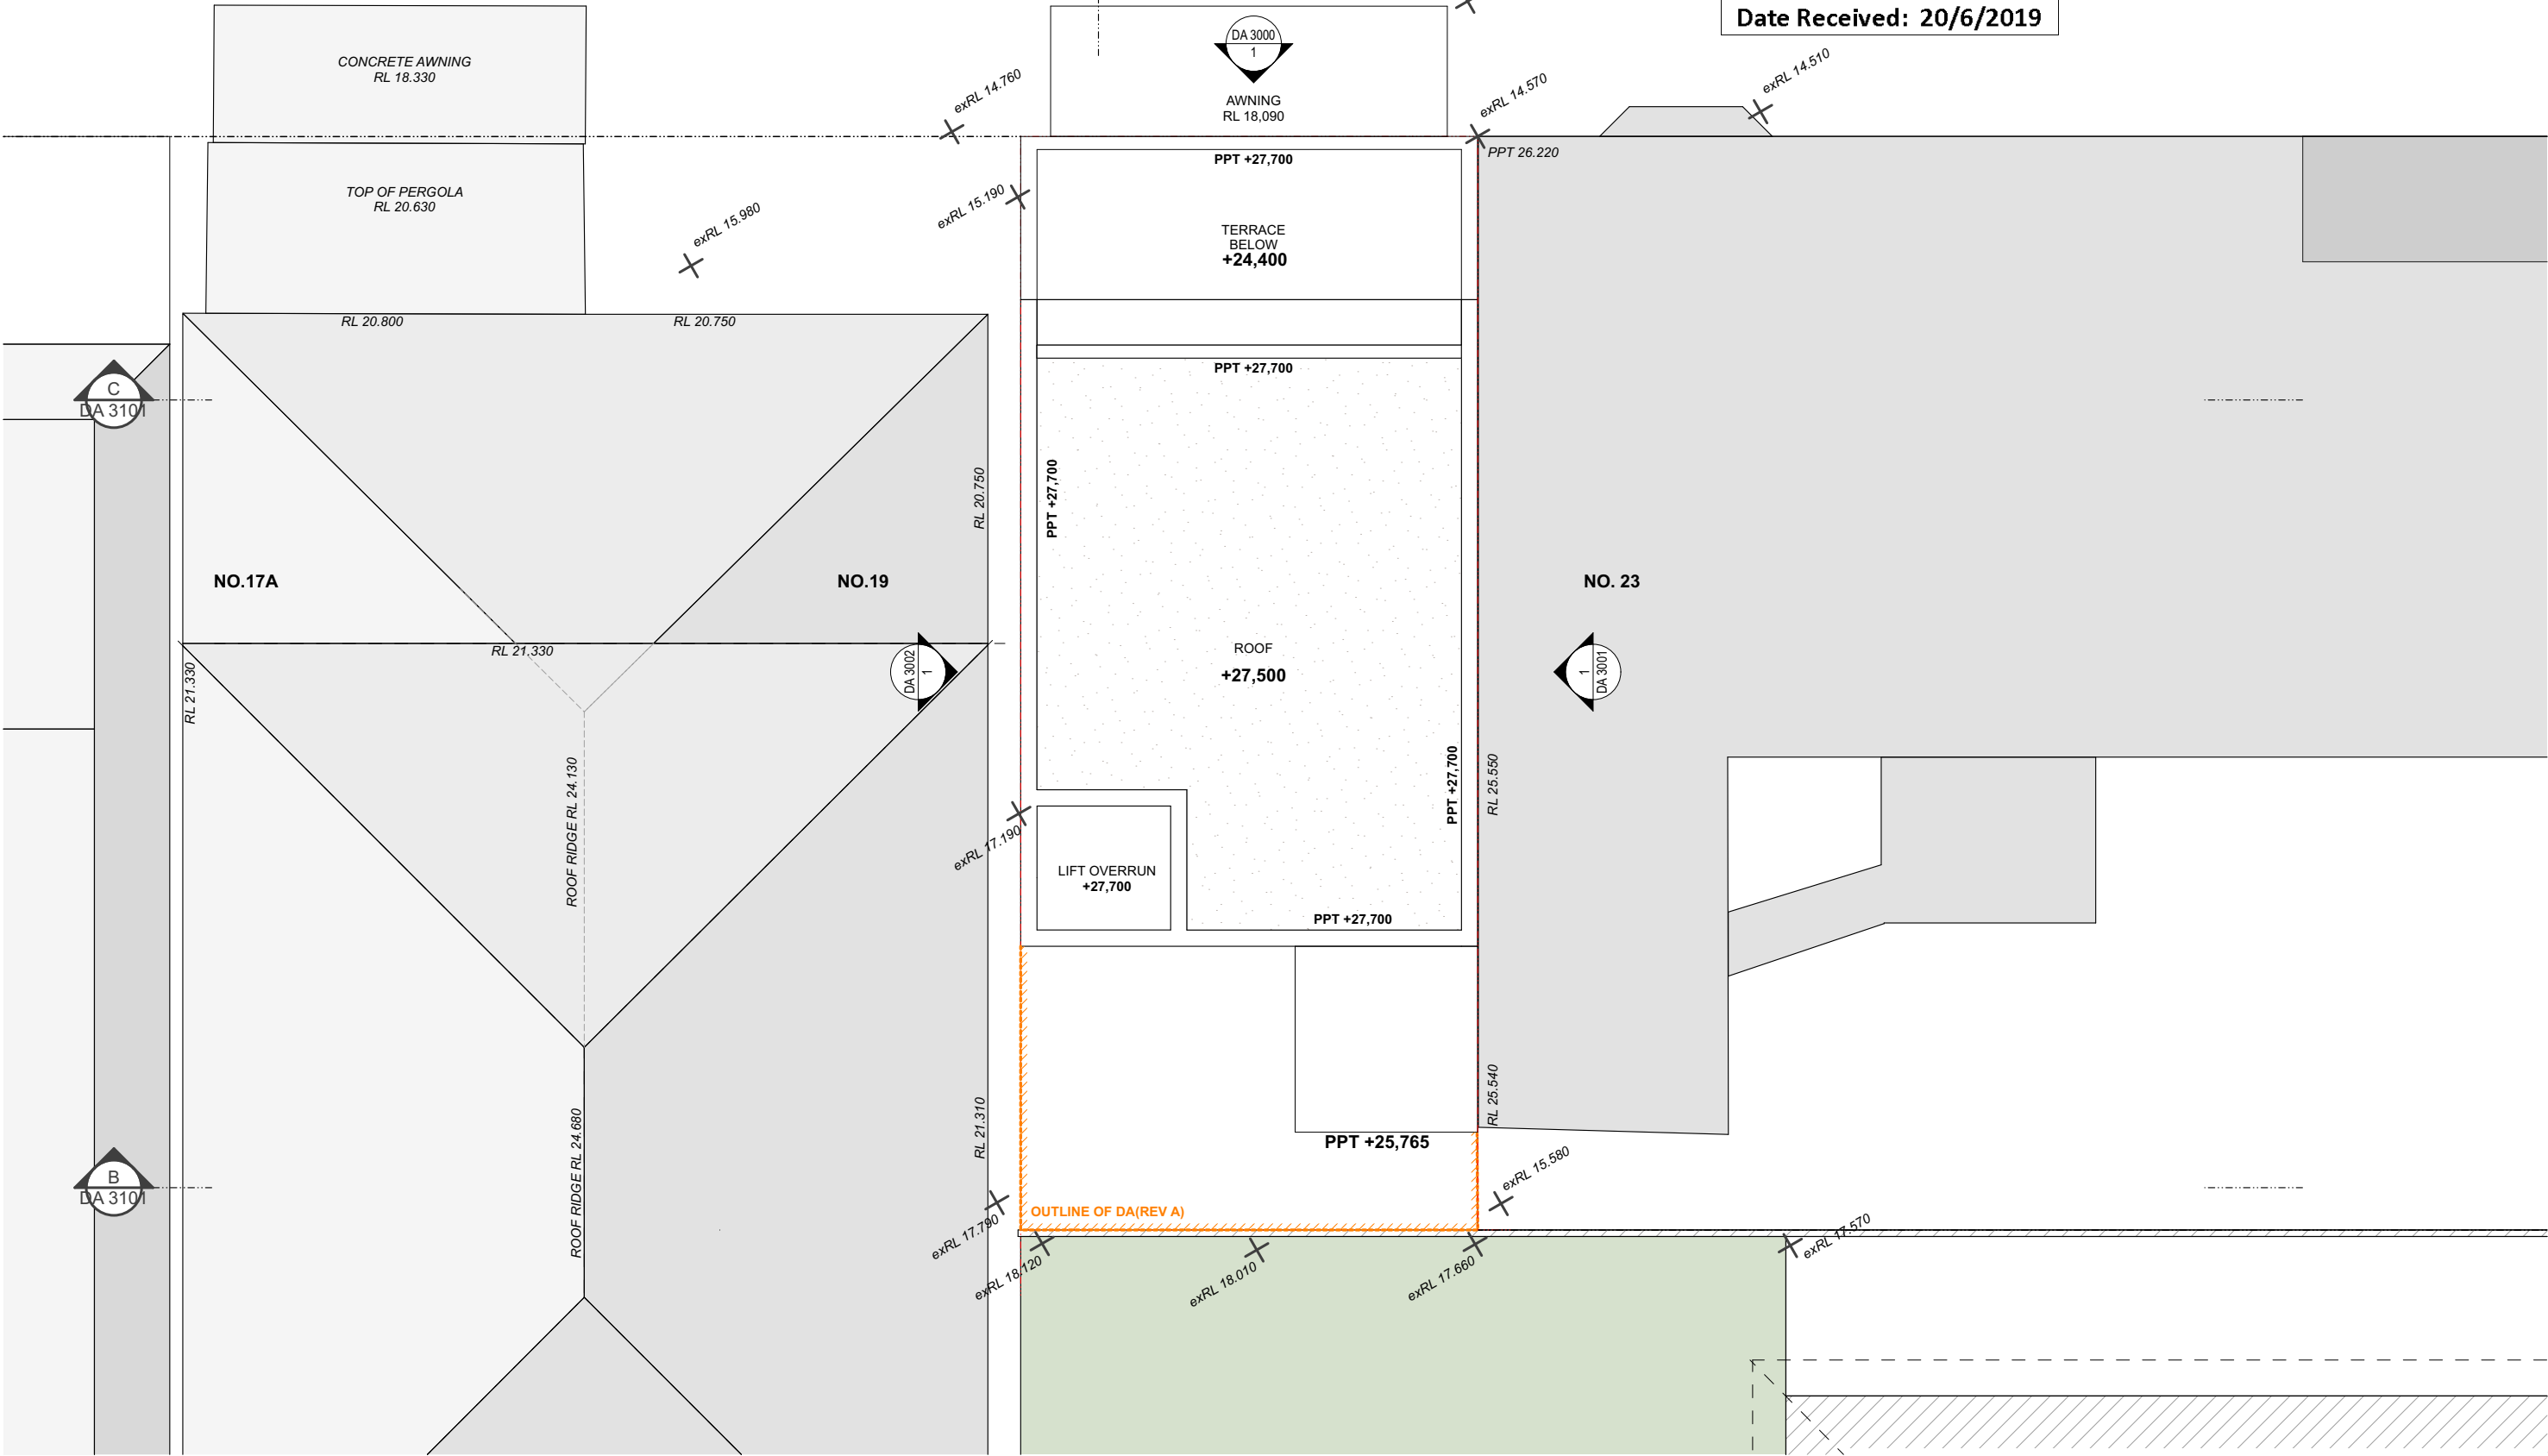 Date Received: 20/6/2019
CONCRETE AWNING
RL 18.330
DA 3000
1
AWNING
RL 18,090
exRL 14.760
exRL 14.570
exRL 14.510
PPT 26.220
PPT +27,700
TOP OF PERGOLA
RL 20.630
exRL 15.980
exRL 15.190
TERRACE
BELOW
+24,400
RL 20.800
RL 20.750
PPT +27,700
C
DA 3101
PPT +27,700
RL 20.750
NO.17A
NO.19
NO. 23
RL 21.330
RL 21.330
DA 3002
1
ROOF
+27,500
1
DA 3001
ROOF RIDGE RL 24.130
PPT +27,700
RL 25.550
exRL 17.190
LIFT OVERRUN
+27,700
PPT +27,700
ROOF RIDGE RL 24.680
RL 21.310
RL 25.540
PPT +25,765
B
DA 3101
exRL 15.580
OUTLINE OF DA(REV A)
exRL 17.790
exRL 18.120
exRL 18.010
exRL 17.660
exRL 17.570